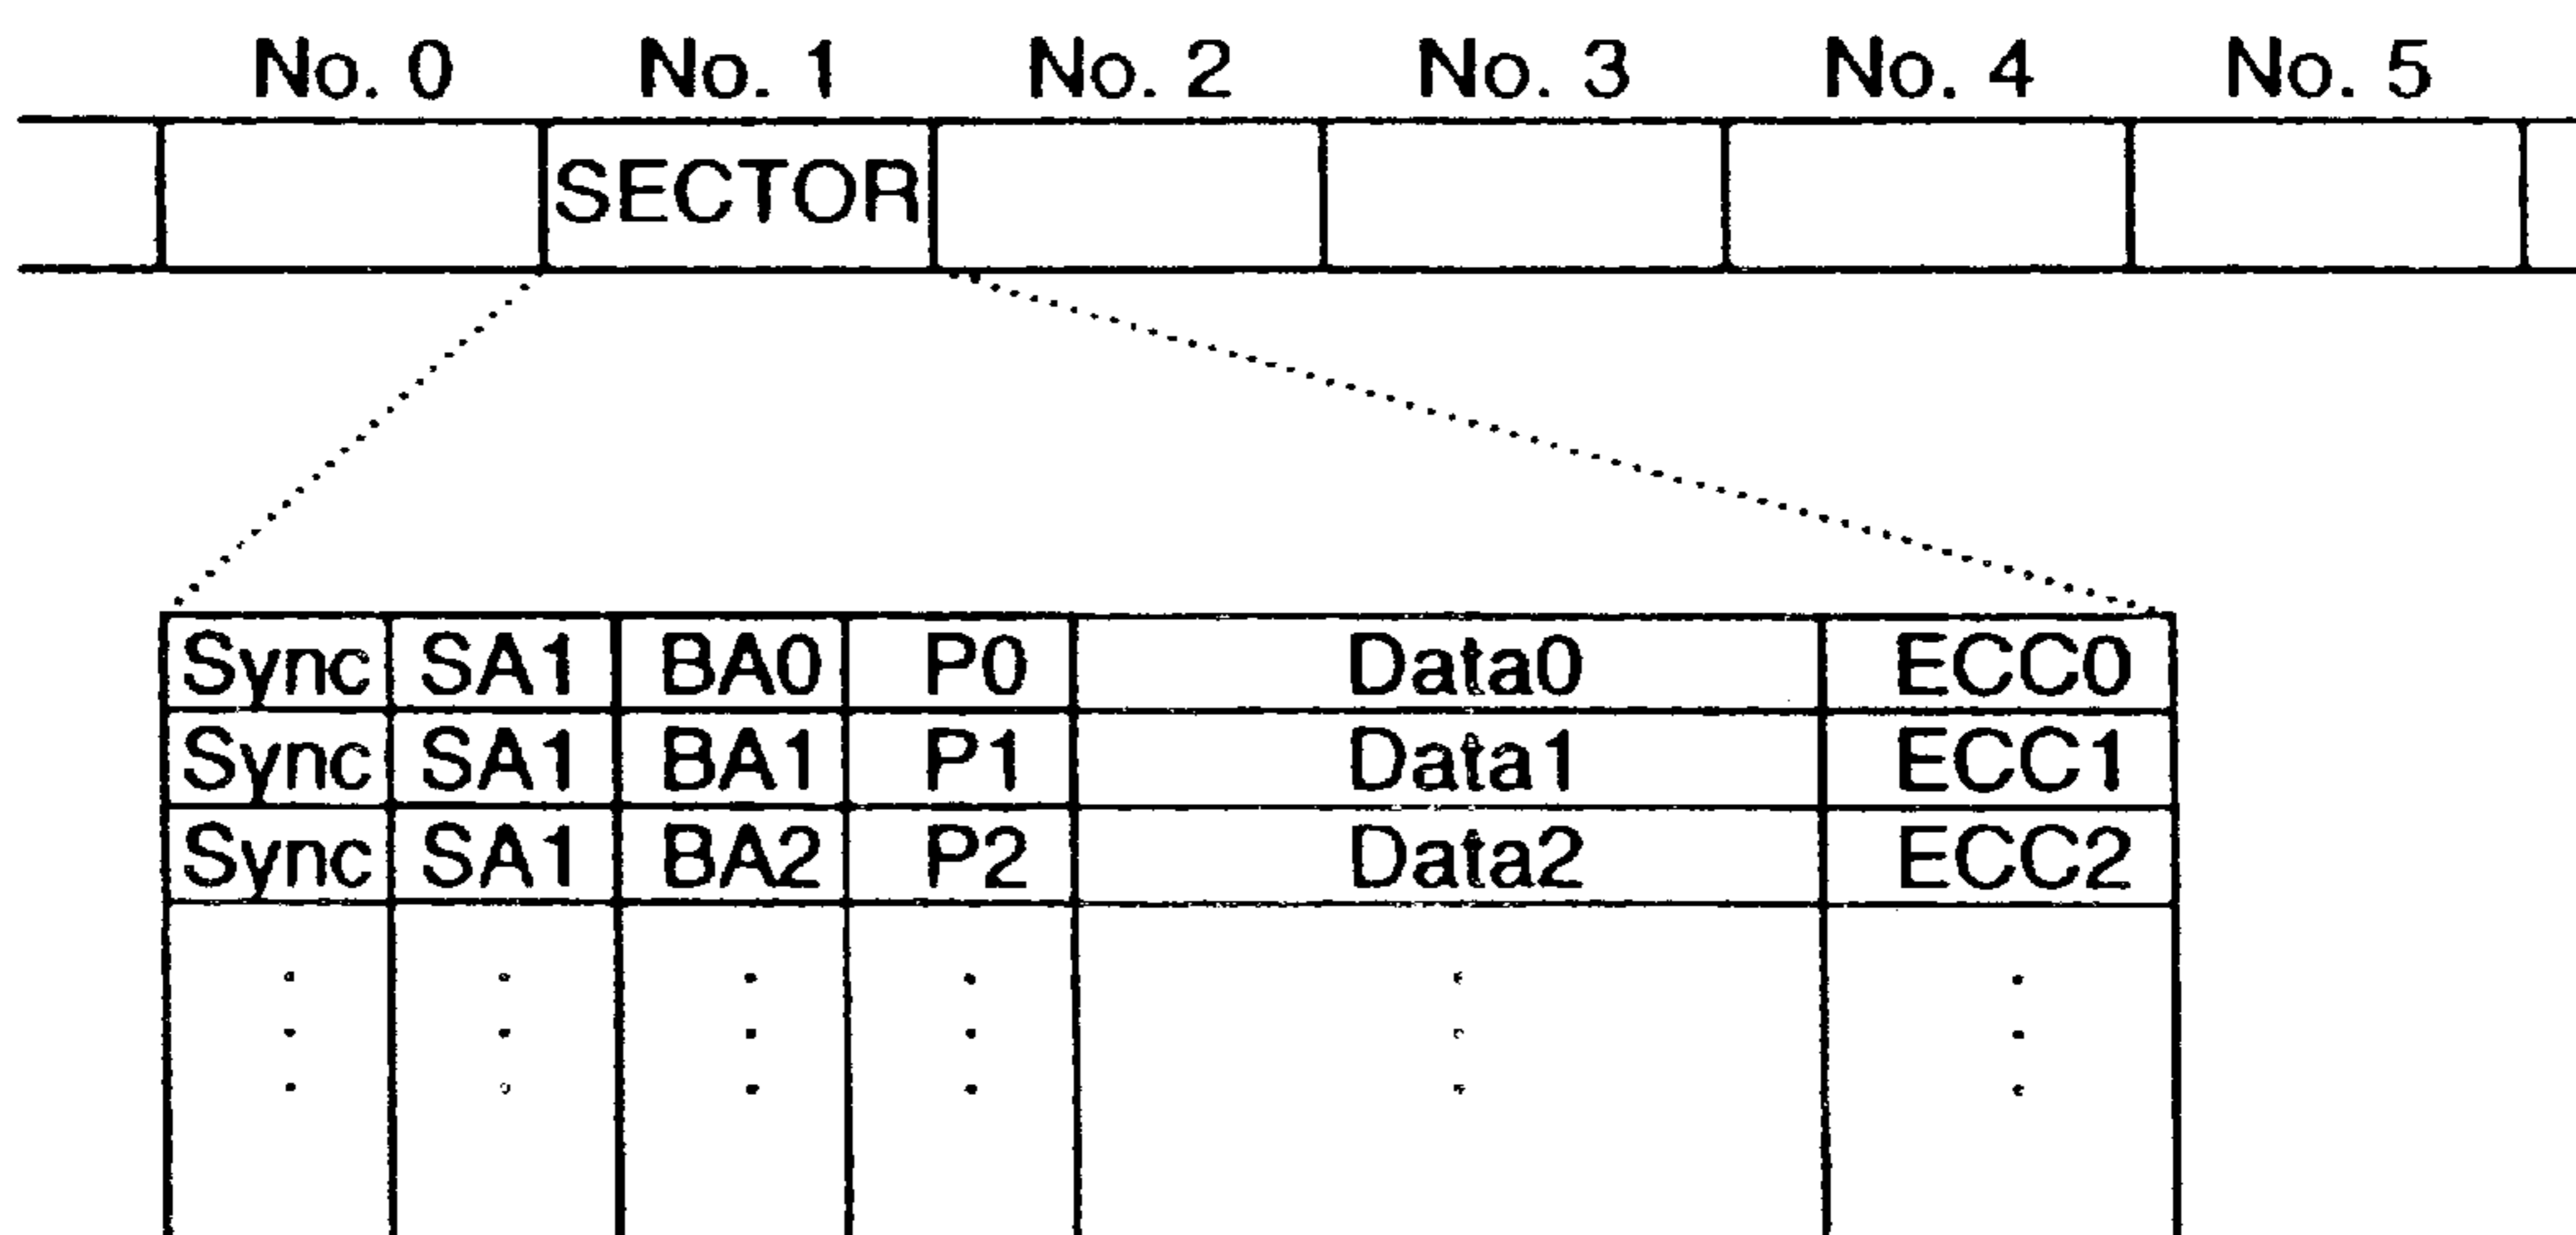 No. 0 No. 1 No. 2 No. 3 No. 4 No. 5
SECTOR
Sync SA1 BA0 P0 Data0 ECC0
Sync SA1 BA1 P1 Data1 ECC1
Sync SA1 BA2 P2 Data2 ECC2